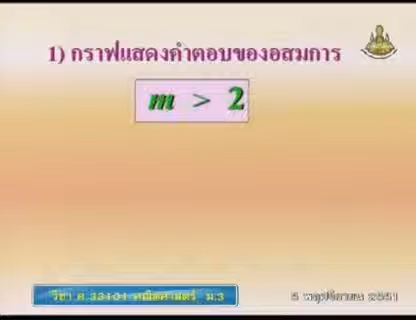 1) กราฟแสดงคำตอบของอสมการ
m > 2
วิชา ค 33101 คณิตศาสตร์ ม.3
5 พฤศจิกายน 2551